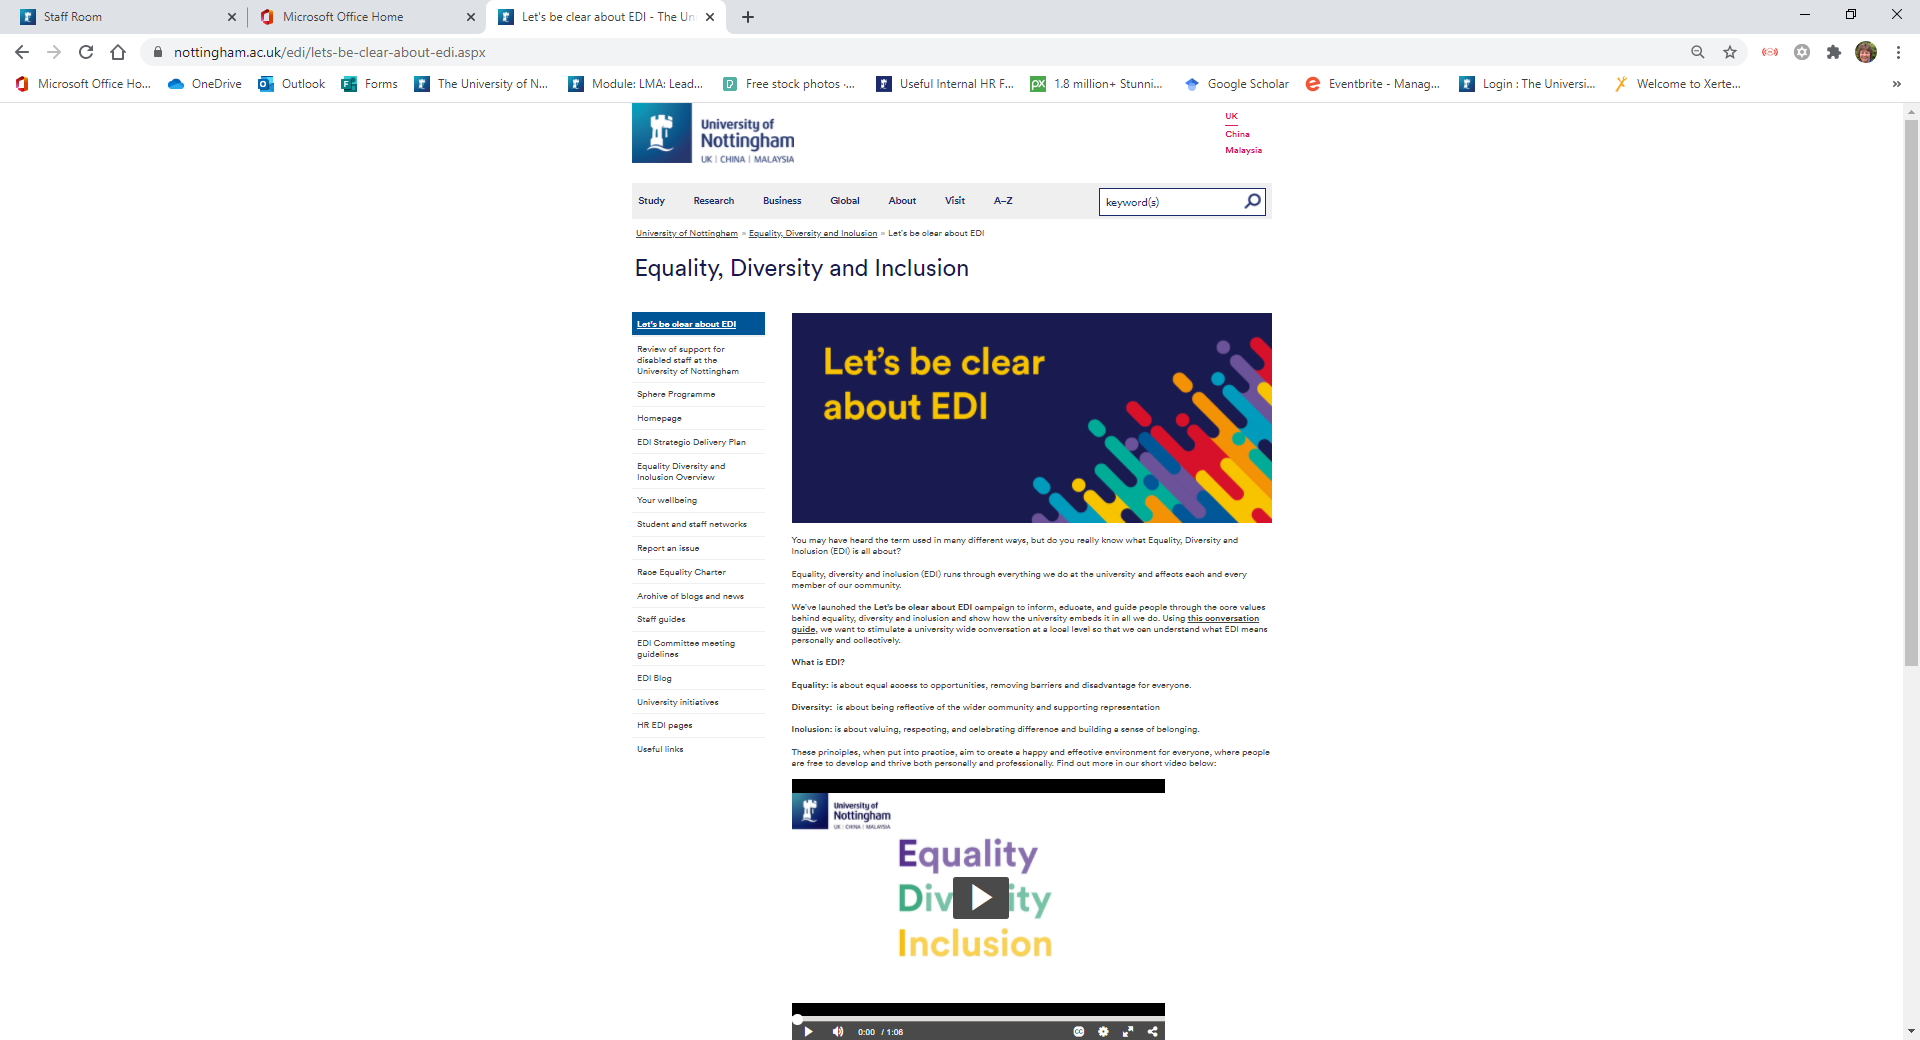 Staff Room
Microsoft Office Home
Let's be clear about EDI - The Un
nottingham.ac.uk/edi/lets-be-clear-about-edi.aspx
Microsoft Office Ho...
OneDrive
Outlook
Forms
The University of N...
Module: LMA: Lead...
Free stock photos ·...
Useful Internal HR F...
1.8 million+ Stunni...
Google Scholar
Eventbrite - Manag...
Login : The Universi...
Welcome to Xerte...
University of
Nottingham
UK | CHINA | MALAYSIA
UK
China
Malaysia
Study
Research
Business
Global
About
Visit
A–Z
keyword(s)
University of Nottingham » Equality, Diversity and Inclusion » Let's be clear about EDI
Equality, Diversity and Inclusion
Let's be clear about EDI
Review of support for
disabled staff at the
University of Nottingham
Sphere Programme
Homepage
EDI Strategic Delivery Plan
Equality Diversity and
Inclusion Overview
Your wellbeing
Student and staff networks
Report an issue
Race Equality Charter
Archive of blogs and news
Staff guides
EDI Committee meeting
guidelines
EDI Blog
University initiatives
HR EDI pages
Useful links
Let's be clear
about EDI
You may have heard the term used in many different ways, but do you really know what Equality, Diversity and
Inclusion (EDI) is all about?
Equality, diversity and inclusion (EDI) runs through everything we do at the university and affects each and every
member of our community.
We've launched the Let's be clear about EDI campaign to inform, educate, and guide people through the core values
behind equality, diversity and inclusion and show how the university embeds it in all we do. Using this conversation
guide, we want to stimulate a university wide conversation at a local level so that we can understand what EDI means
personally and collectively.
What is EDI?
Equality: is about equal access to opportunities, removing barriers and disadvantage for everyone.
Diversity: is about being reflective of the wider community and supporting representation
Inclusion: is about valuing, respecting, and celebrating difference and building a sense of belonging.
These principles, when put into practice, aim to create a happy and effective environment for everyone, where people
are free to develop and thrive both personally and professionally. Find out more in our short video below:
University of
Nottingham
UK | CHINA | MALAYSIA
Equality
Div ity
Inclusion
0:00 / 1:06